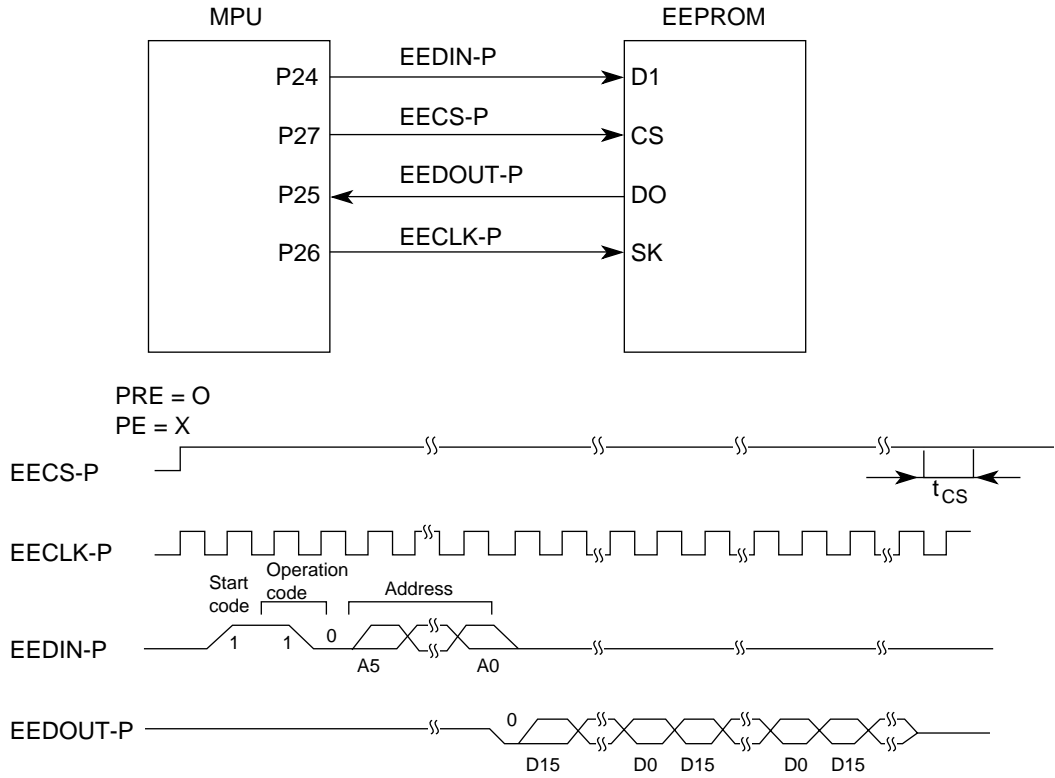 MPU
EEPROM
P24
EEDIN-P
D1
P27
EECS-P
CS
P25
EEDOUT-P
DO
P26
EECLK-P
SK
PRE = O
PE = X
EECS-P
tCS
EECLK-P
Start
code
Operation
code
Address
EEDIN-P
1
1
0
A5
A0
EEDOUT-P
0
D15
D0
D15
D0
D15